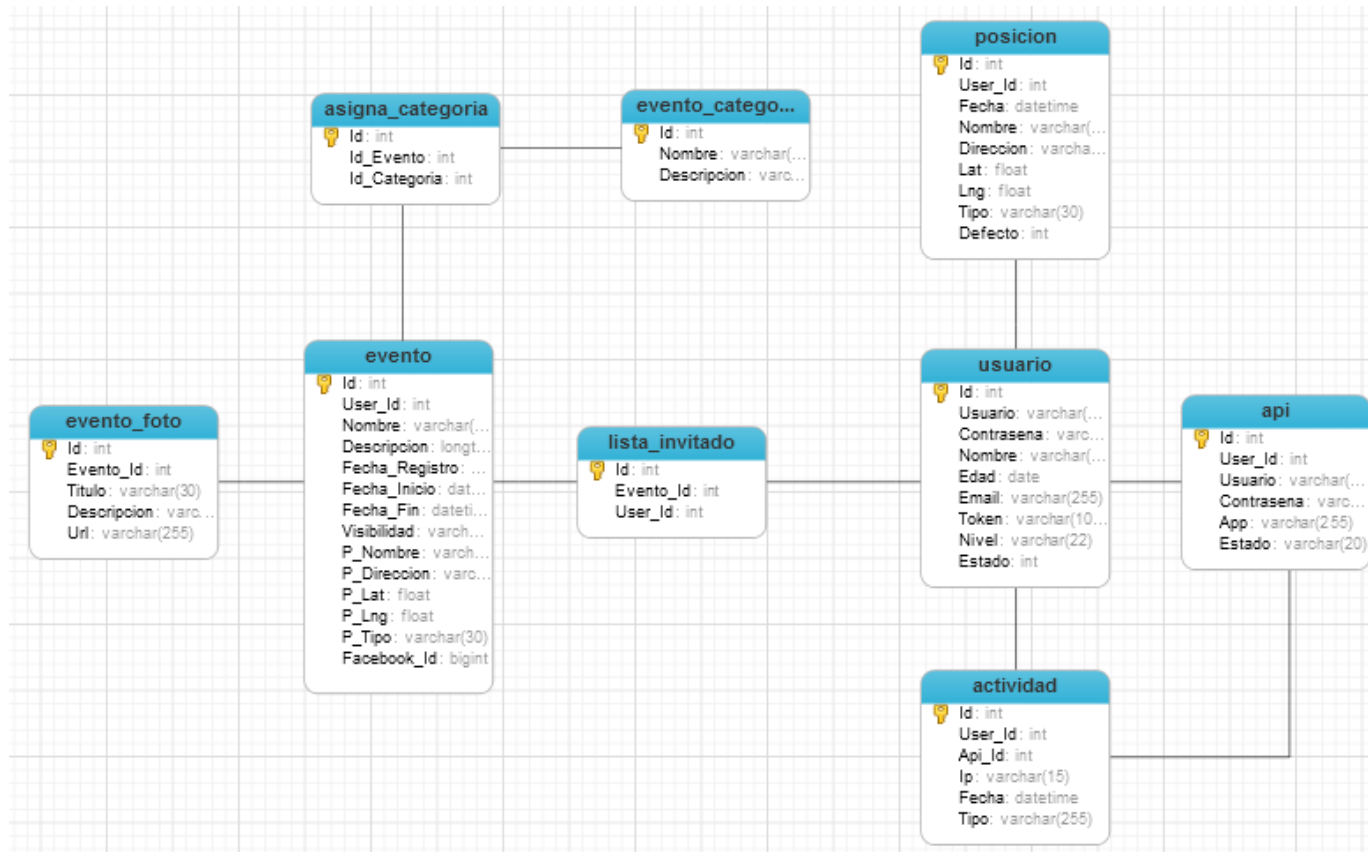 posicion
Id: int
User_Id: int
Fecha: datetime
Nombre: varchar(...
Direccion: varcha...
Lat: float
Lng: float
Tipo: varchar(30)
Defecto: int
asigna_categoria
Id: int
Id_Evento: int
Id_Categoria: int
evento_catego...
Id: int
Nombre: varchar(...
Descripcion: varc...
evento
Id: int
User_Id: int
Nombre: varchar(...
Descripcion: longt...
Fecha_Registro: ...
Fecha_Inicio: dat...
Fecha_Fin: dateti...
Visibilidad: varch...
P_Nombre: varch...
P_Direccion: varc...
P_Lat: float
P_Lng: float
P_Tipo: varchar(30)
Facebook_Id: bigint
evento_foto
Id: int
Evento_Id: int
Titulo: varchar(30)
Descripcion: varc...
Url: varchar(255)
lista_invitado
Id: int
Evento_Id: int
User_Id: int
usuario
Id: int
Usuario: varchar(...
Contrasena: varc...
Nombre: varchar(...
Edad: date
Email: varchar(255)
Token: varchar(10...
Nivel: varchar(22)
Estado: int
api
Id: int
User_Id: int
Usuario: varchar(...
Contrasena: varc...
App: varchar(255)
Estado: varchar(20)
actividad
Id: int
User_Id: int
Api_Id: int
Ip: varchar(15)
Fecha: datetime
Tipo: varchar(255)